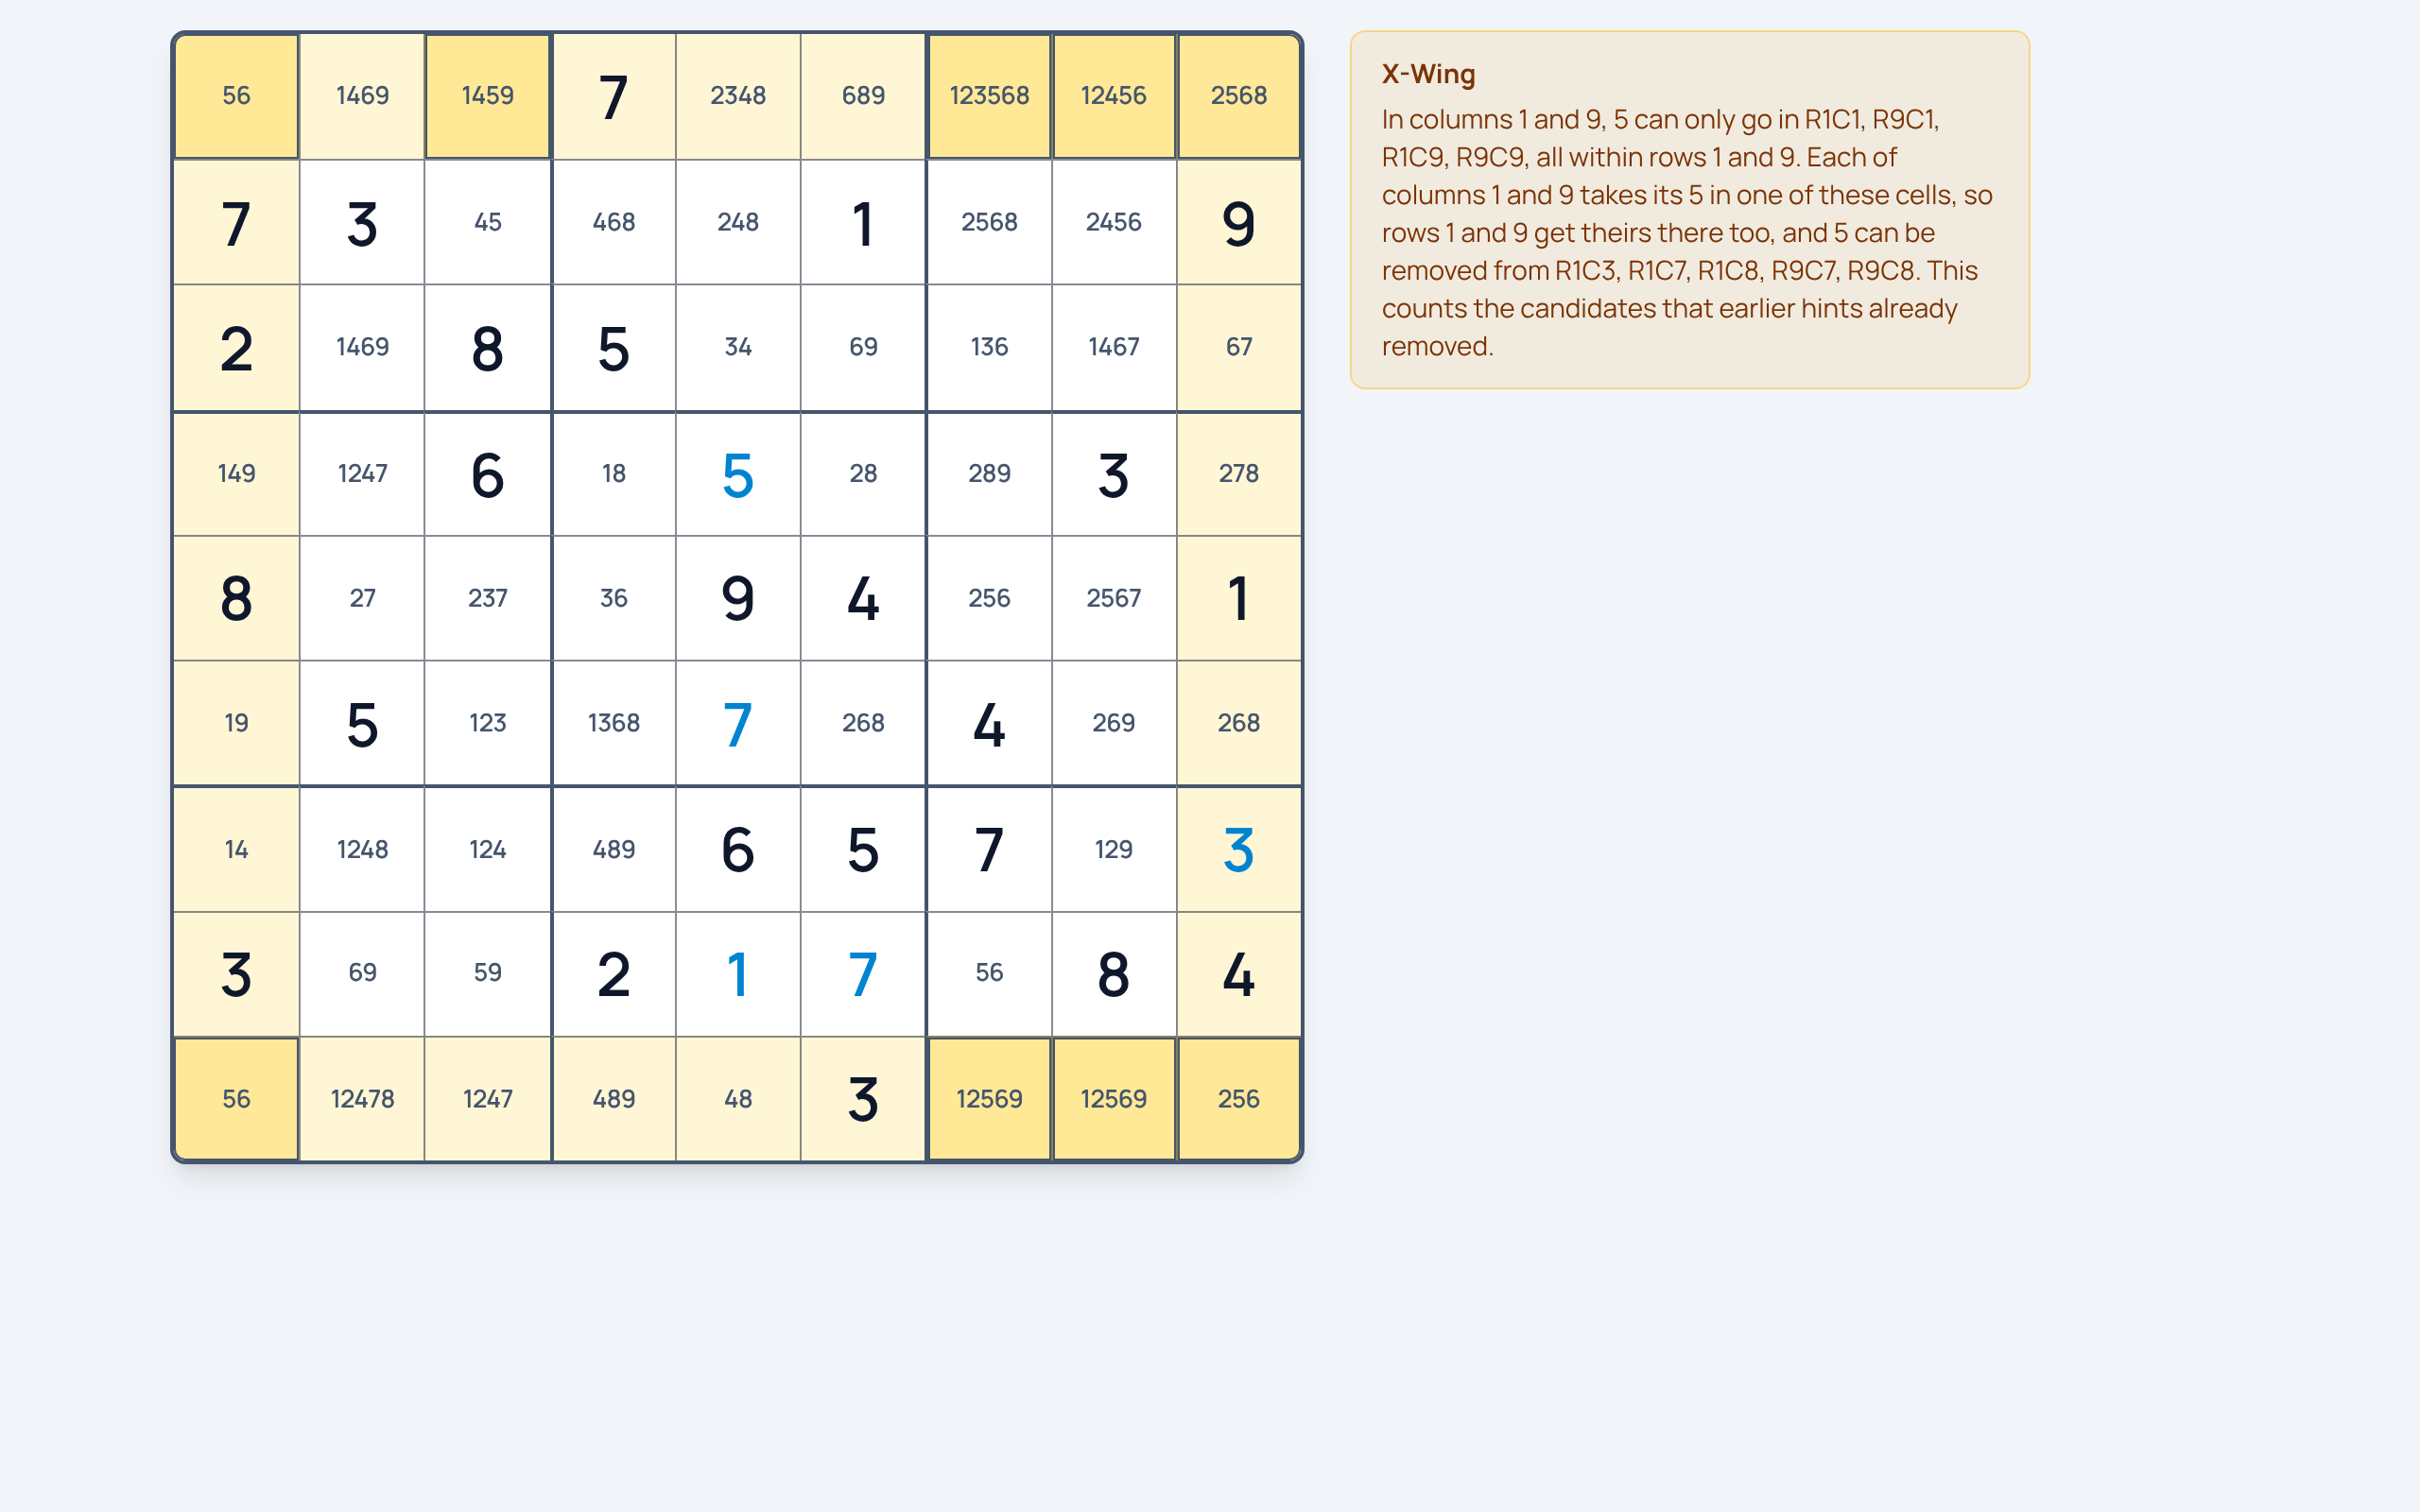 56 1469 1459 7 2348 689 123568 12456 2568
7 3 45 468 248 1 2568 2456 9
2 1469 8 5 34 69 136 1467 67
149 1247 6 18 5 28 289 3 278
8 27 237 36 9 4 256 2567 1
19 5 123 1368 7 268 4 269 268
14 1248 124 489 6 5 7 129 3
3 69 59 2 1 7 56 8 4
56 12478 1247 489 48 3 12569 12569 256
X-Wing
In columns 1 and 9, 5 can only go in R1C1, R9C1,
R1C9, R9C9, all within rows 1 and 9. Each of
columns 1 and 9 takes its 5 in one of these cells, so
rows 1 and 9 get theirs there too, and 5 can be
removed from R1C3, R1C7, R1C8, R9C7, R9C8. This
counts the candidates that earlier hints already
removed.